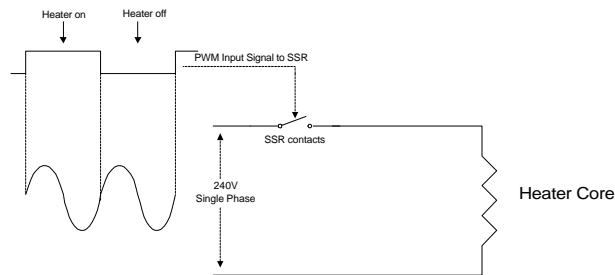 Heater on
Heater off
PWM Input Signal to SSR
SSR contacts
240V
Single Phase
Heater Core